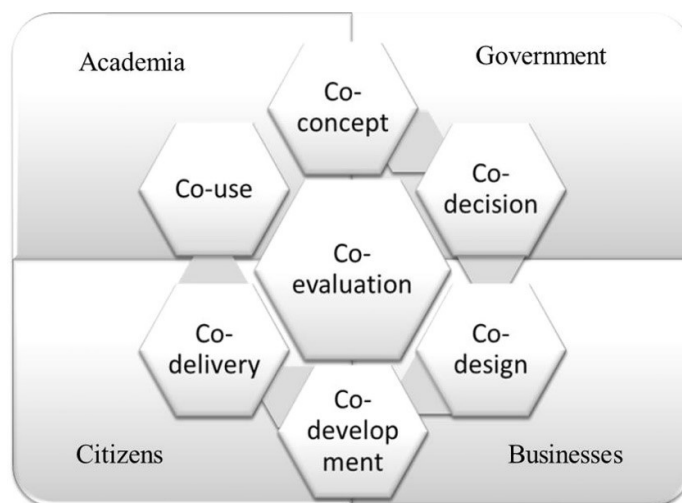 Academia
Government
Co-
concept
Co-use
Co-
decision
Co-
evaluation
Co-
delivery
Co-
design
Co-
develop
ment
Citizens
Businesses